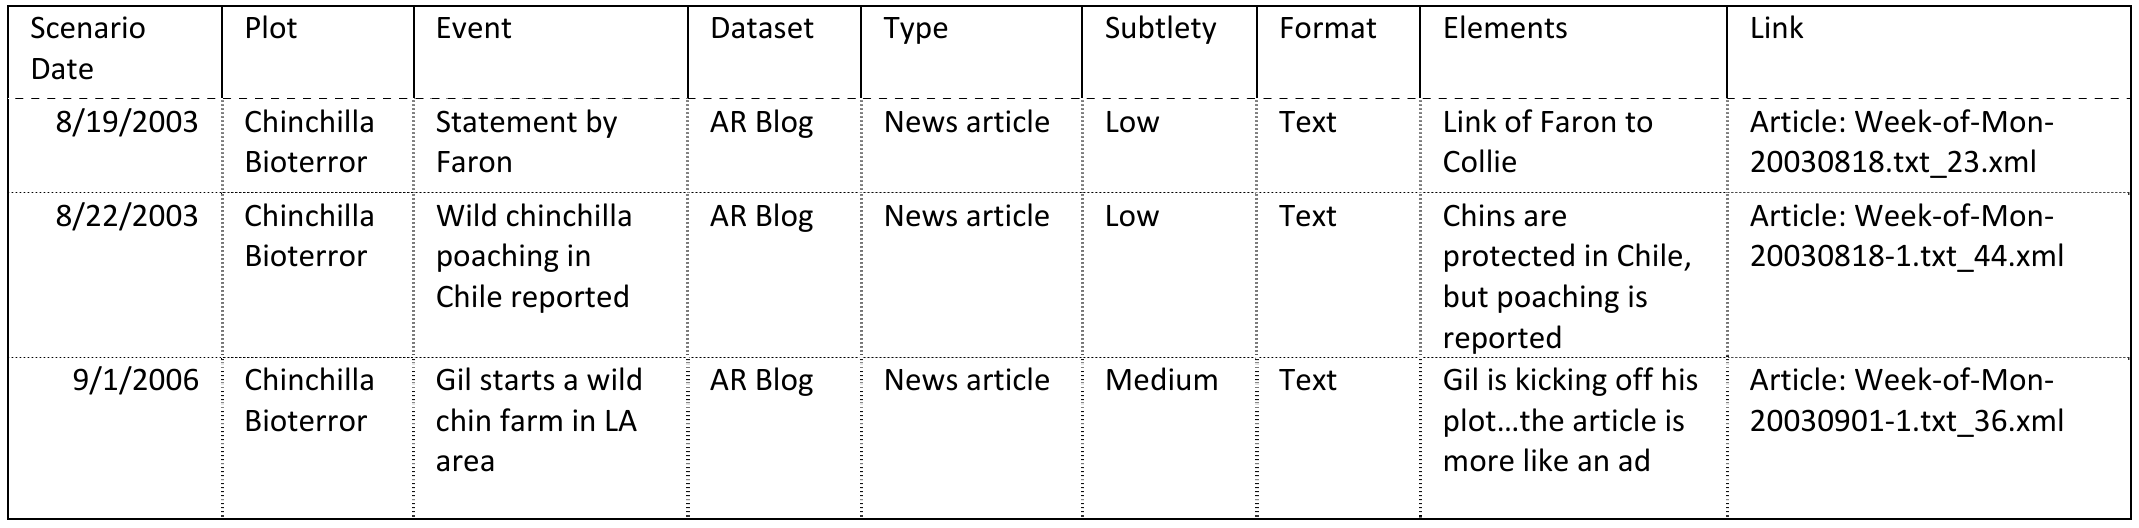 Scenario Date Plot Event Dataset Type Subtlety Format Elements Link
8/19/2003 Chinchilla Bioterror Statement by Faron AR Blog News article Low Text Link of Faron to Collie Article: Week-of-Mon-20030818.txt_23.xml
8/22/2003 Chinchilla Bioterror Wild chinchilla poaching in Chile reported AR Blog News article Low Text Chins are protected in Chile, but poaching is reported Article: Week-of-Mon-20030818-1.txt_44.xml
9/1/2006 Chinchilla Bioterror Gil starts a wild chin farm in LA area AR Blog News article Medium Text Gil is kicking off his plot…the article is more like an ad Article: Week-of-Mon-20030901-1.txt_36.xml